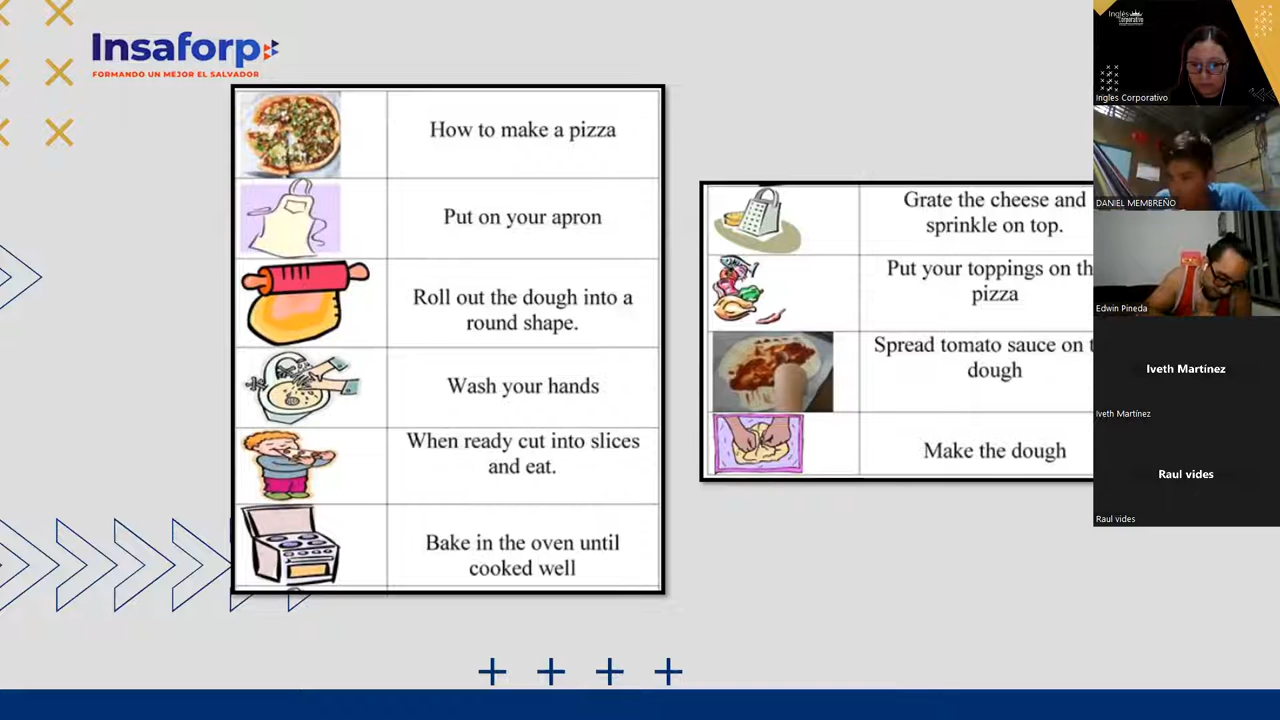 Insaforp
FORMANDO UN MEJOR EL SALVADOR
How to make a pizza
Put on your apron
Roll out the dough into a
round shape.
Wash your hands
When ready cut into slices
and eat.
Bake in the oven until
cooked well
Grate the cheese and
sprinkle on top.
Put your toppings on th
pizza
Spread tomato sauce on
dough
Make the dough
Inglés
Corporativo
Ingles Corporativo
DANIEL MEMBREÑO
Edwin Pineda
Iveth Martínez
Iveth Martínez
Raul vides
Raul vides